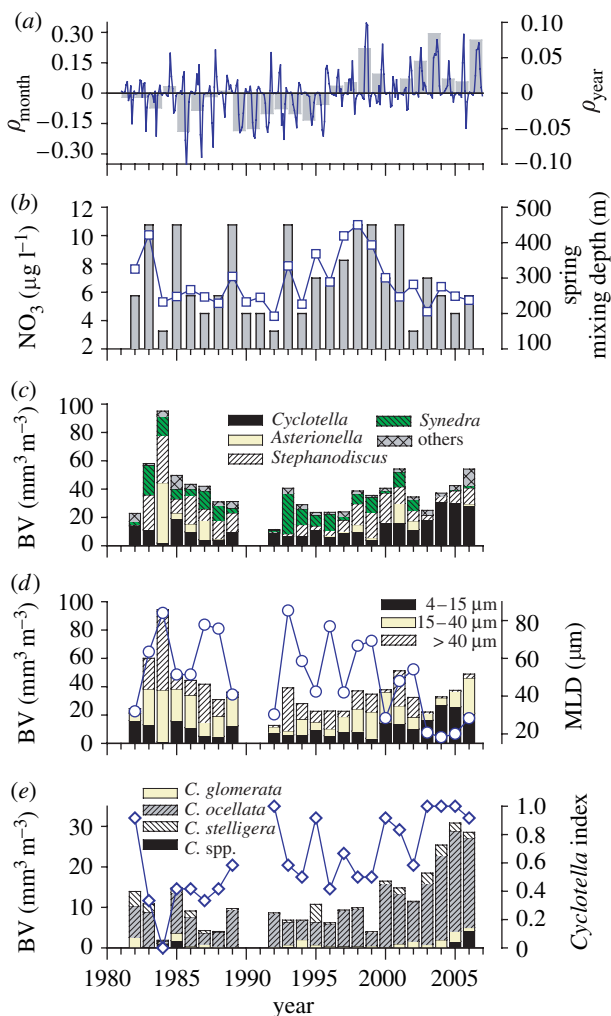 (a)
0.30
0.15
0
−0.15
−0.30
ρmonth
0.10
0.05
0
−0.05
−0.10
ρyear
(b)
12
10
8
6
4
2
NO3 (μg l−1)
500
400
300
200
100
spring
mixing depth (m)
(c)
100
80
60
40
20
0
BV (mm3 m−3)
Cyclotella
Asterionella
Stephanodiscus
Synedra
others
(d)
100
80
60
40
20
0
BV (mm3 m−3)
4–15 μm
15–40 μm
> 40 μm
80
60
40
20
MLD (μm)
(e)
30
20
10
0
BV (mm3 m−3)
C. glomerata
C. ocellata
C. stelligera
C. spp.
1.0
0.8
0.6
0.4
0.2
0
Cyclotella index
1980 1985 1990 1995 2000 2005
year